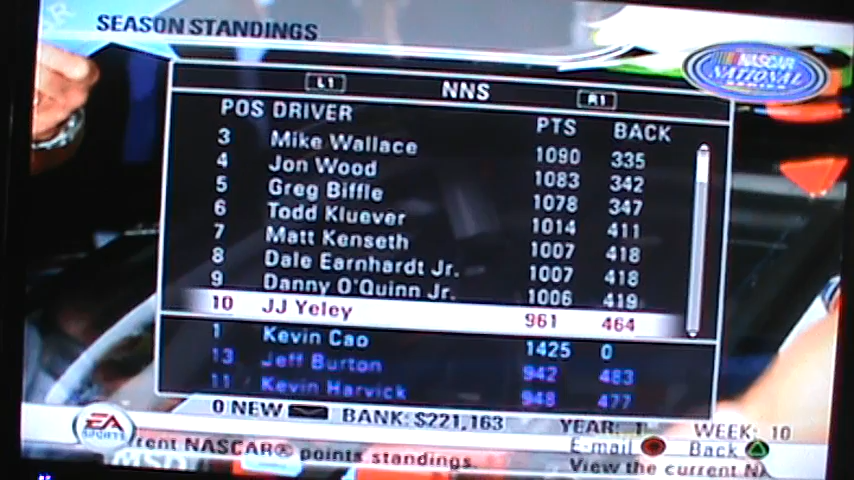 SEASON STANDINGS
NASCAR
NATIONAL
SERIES
L1 NNS R1
POS DRIVER PTS BACK
3 Mike Wallace 1090 335
4 Jon Wood 1083 342
5 Greg Biffle 1078 347
6 Todd Kluever 1014 411
7 Matt Kenseth 1007 418
8 Dale Earnhardt Jr. 1007 418
9 Danny O'Quinn Jr. 1006 419
10 JJ Yeley 961 464
1 Kevin Cao 1425 0
13 Jeff Burton 942 483
11 Kevin Harvick 948 477
0 NEW BANK: $221,163 YEAR: 1 WEEK: 10
EA
SPORTS
E-mail Back
rent NASCAR® points standings. View the current NA